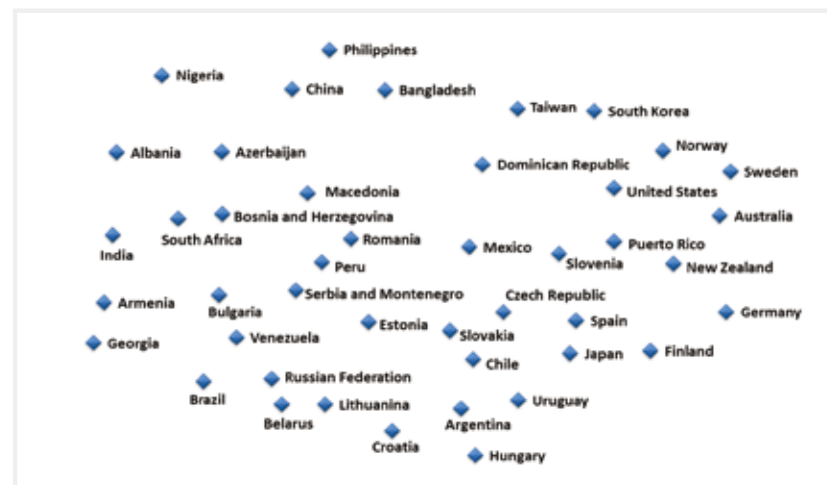 Philippines
Nigeria
China
Bangladesh
Taiwan
South Korea
Albania
Azerbaijan
Norway
Dominican Republic
Sweden
Macedonia
United States
Bosnia and Herzegovina
Australia
South Africa
Romania
Mexico
Puerto Rico
India
Slovenia
Peru
New Zealand
Serbia and Montenegro
Czech Republic
Armenia
Bulgaria
Germany
Estonia
Spain
Slovakia
Georgia
Venezuela
Japan
Finland
Chile
Russian Federation
Brazil
Uruguay
Lithuanina
Belarus
Argentina
Croatia
Hungary